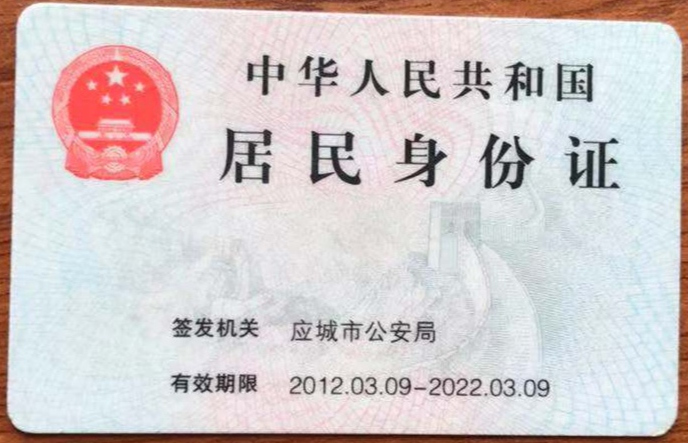 中华人民共和国
居民身份证
签发机关 应城市公安局
有效期限 2012.03.09-2022.03.09